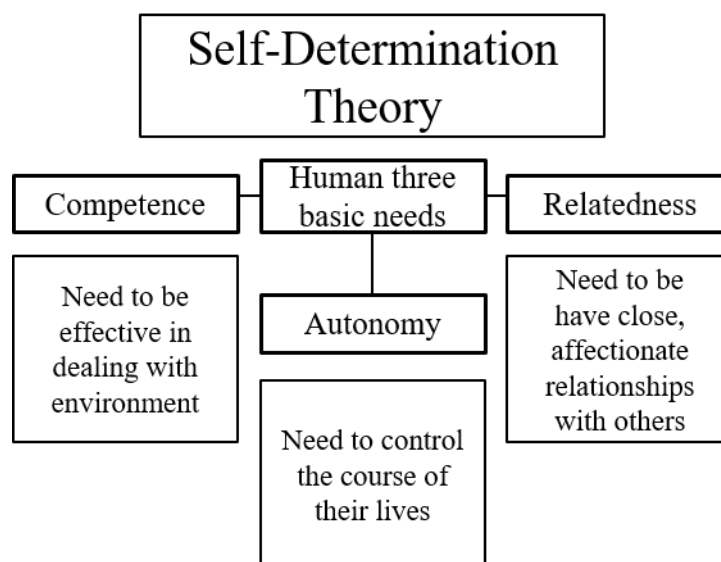 Self-Determination
Theory
Competence
Human three
basic needs
Relatedness
Need to be
effective in
dealing with
environment
Autonomy
Need to control
the course of
their lives
Need to be
have close,
affectionate
relationships
with others